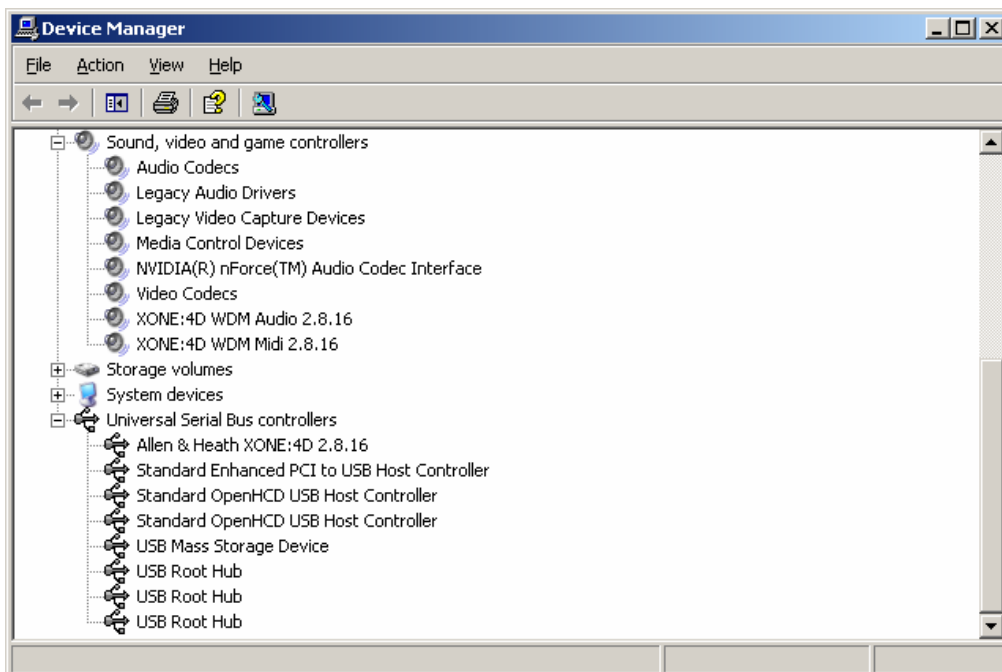 Device Manager
File Action View Help
Sound, video and game controllers
Audio Codecs
Legacy Audio Drivers
Legacy Video Capture Devices
Media Control Devices
NVIDIA(R) nForce(TM) Audio Codec Interface
Video Codecs
XONE:4D WDM Audio 2.8.16
XONE:4D WDM Midi 2.8.16
Storage volumes
System devices
Universal Serial Bus controllers
Allen & Heath XONE:4D 2.8.16
Standard Enhanced PCI to USB Host Controller
Standard OpenHCD USB Host Controller
Standard OpenHCD USB Host Controller
USB Mass Storage Device
USB Root Hub
USB Root Hub
USB Root Hub